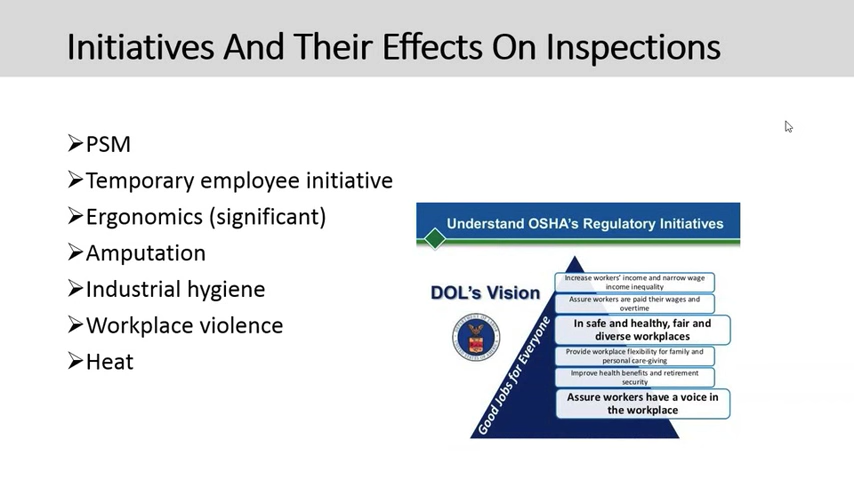 Initiatives And Their Effects On Inspections
➢PSM
➢Temporary employee initiative
➢Ergonomics (significant)
➢Amputation
➢Industrial hygiene
➢Workplace violence
➢Heat
Understand OSHA's Regulatory Initiatives
DOL's Vision
Good Jobs for Everyone
Increase workers' income and narrow wage
income inequality
Assure workers are paid their wages and
overtime
In safe and healthy, fair and
diverse workplaces
Provide workplace flexibility for family and
personal care-giving
Improve health benefits and retirement
security
Assure workers have a voice in
the workplace